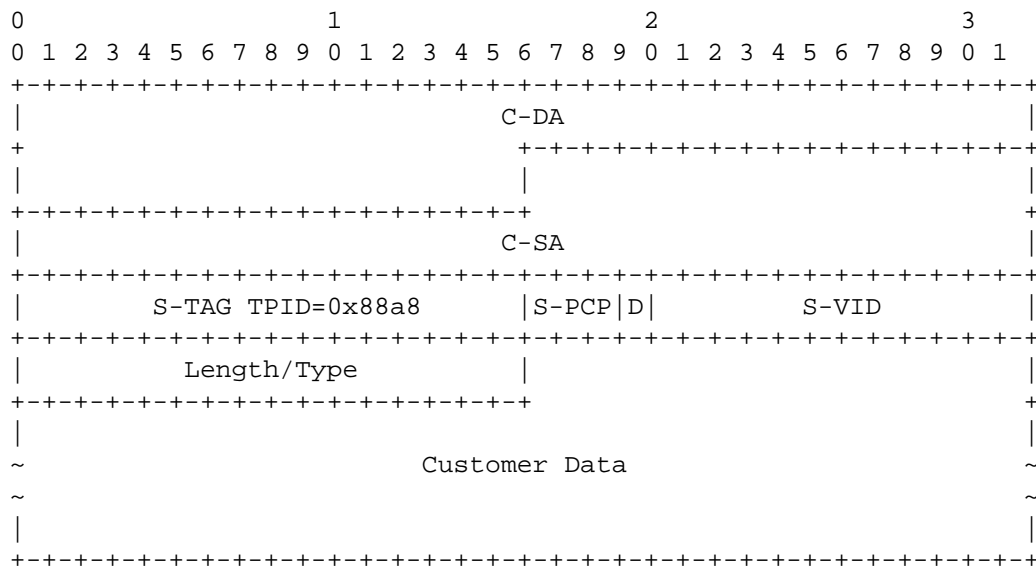 0                   1                   2                   3
0 1 2 3 4 5 6 7 8 9 0 1 2 3 4 5 6 7 8 9 0 1 2 3 4 5 6 7 8 9 0 1
+-+-+-+-+-+-+-+-+-+-+-+-+-+-+-+-+-+-+-+-+-+-+-+-+-+-+-+-+-+-+-+-+
|                              C-DA                             |
+                               +-+-+-+-+-+-+-+-+-+-+-+-+-+-+-+-+
|                               |                               |
+-+-+-+-+-+-+-+-+-+-+-+-+-+-+-+-+                               +
|                              C-SA                             |
+-+-+-+-+-+-+-+-+-+-+-+-+-+-+-+-+-+-+-+-+-+-+-+-+-+-+-+-+-+-+-+-+
|        S-TAG TPID=0x88a8      |S-PCP|D|         S-VID         |
+-+-+-+-+-+-+-+-+-+-+-+-+-+-+-+-+-+-+-+-+-+-+-+-+-+-+-+-+-+-+-+-+
|          Length/Type          |                               |
+-+-+-+-+-+-+-+-+-+-+-+-+-+-+-+-+                               +
|                                                               |
~                         Customer Data                         ~
~                                                               ~
|                                                               |
+-+-+-+-+-+-+-+-+-+-+-+-+-+-+-+-+-+-+-+-+-+-+-+-+-+-+-+-+-+-+-+-+